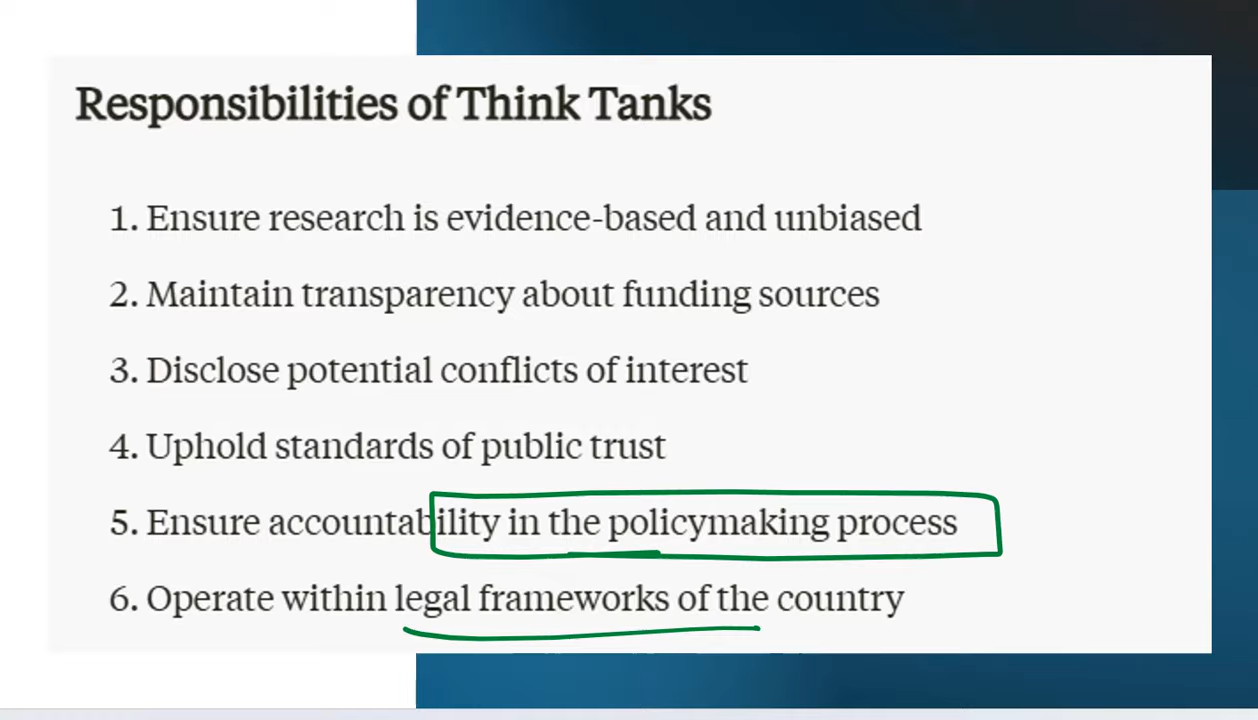 Responsibilities of Think Tanks
1. Ensure research is evidence-based and unbiased
2. Maintain transparency about funding sources
3. Disclose potential conflicts of interest
4. Uphold standards of public trust
5. Ensure accountability in the policymaking process
6. Operate within legal frameworks of the country